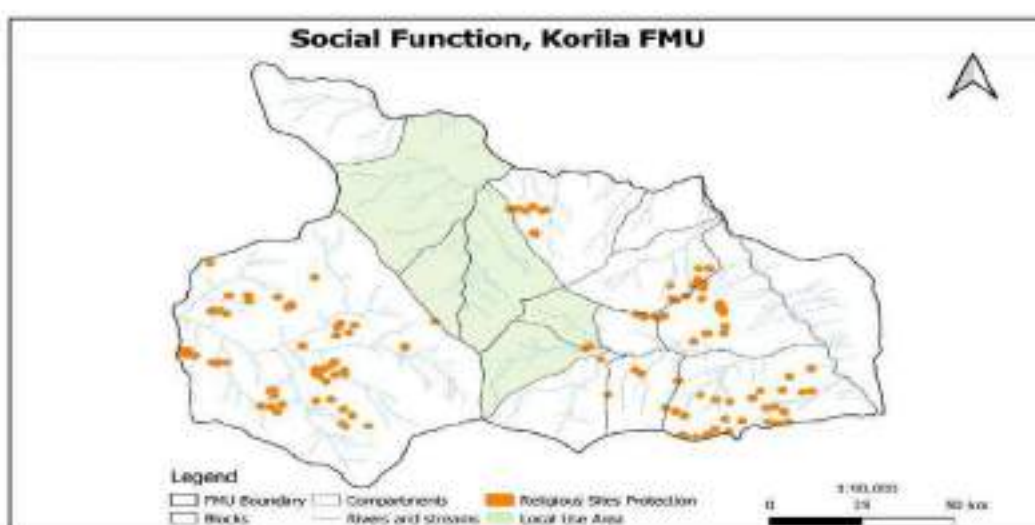 Social Function, Korila FMU
Legend
FMU Boundary Compartments Religious Sites Protection
Blocks Rivers and streams Local Use Area
0 25 50 km